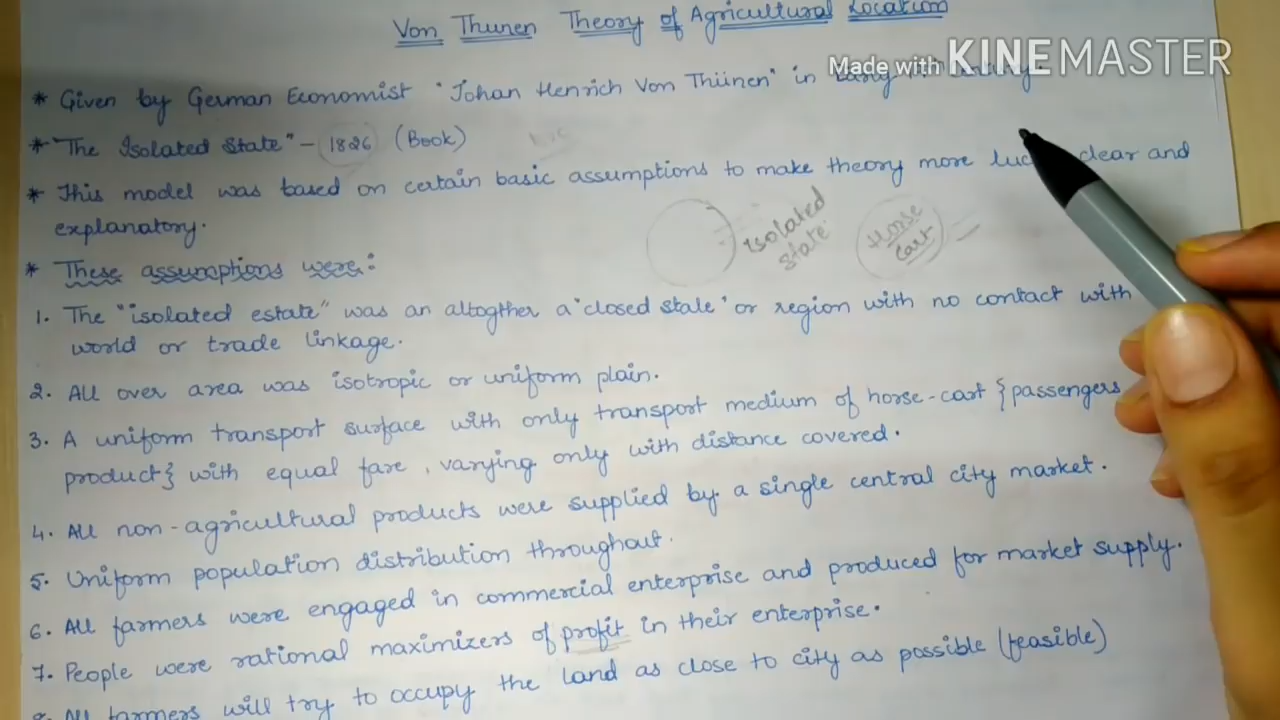 Von Thunen Theory of Agricultural Location
Made with KINEMASTER
* Given by German Economist "Johan Henrich Von Thünen" in
* "The Isolated State" – 1826 (Book)
* This model was based on certain basic assumptions to make theory more clear and
explanatory.
Isolated
State
Horse
Cart
* These assumptions were:
1. The "isolated estate" was an altogther a "closed state" or region with no contact with
world or trade linkage.
2. All over area was isotropic or uniform plain.
3. A uniform transport surface with only transport medium of horse-cart {passengers
product} with equal fare, varying only with distance covered.
4. All non-agricultural products were supplied by a single central city market.
5. Uniform population distribution throughout.
6. All farmers were engaged in commercial enterprise and produced for market supply.
7. People were rational maximizers of profit in their enterprise.
8. All farmers will try to occupy the land as close to city as possible (feasible)